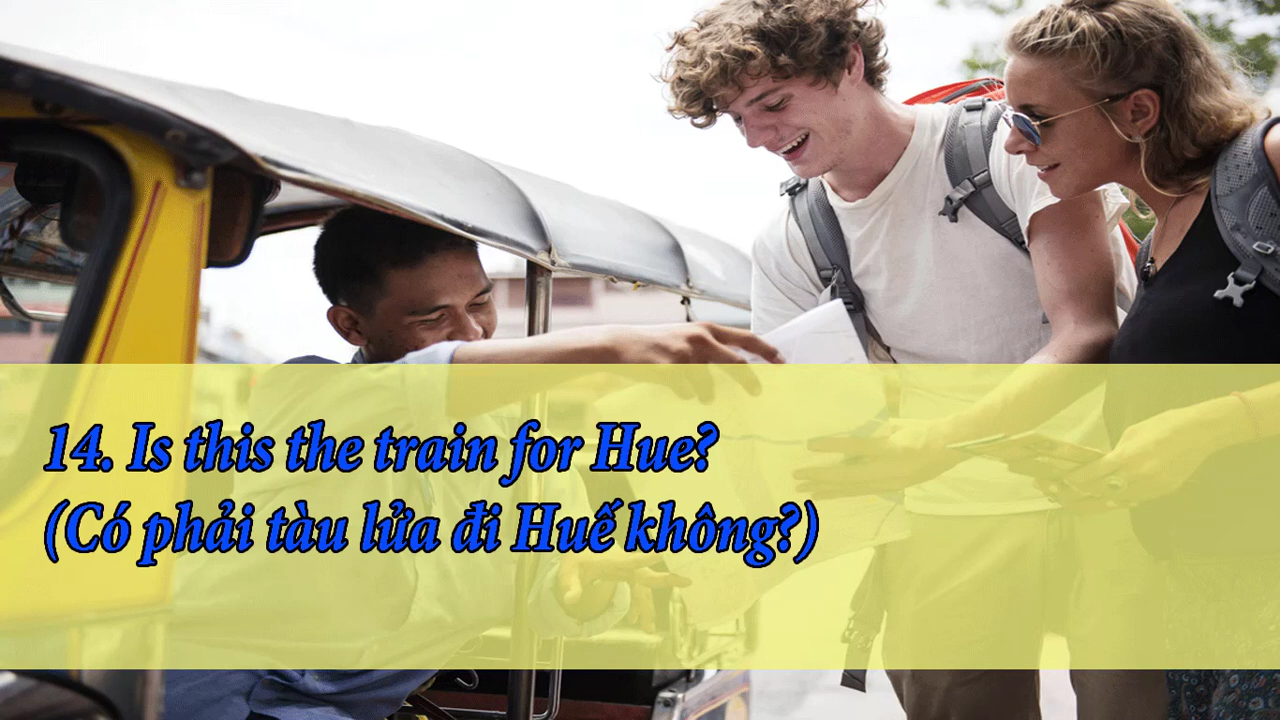 14. Is this the train for Hue?
(Có phải tàu lửa đi Huế không?)